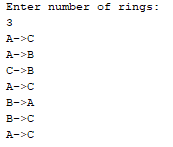 Enter number of rings:
3
A->C
A->B
C->B
A->C
B->A
B->C
A->C